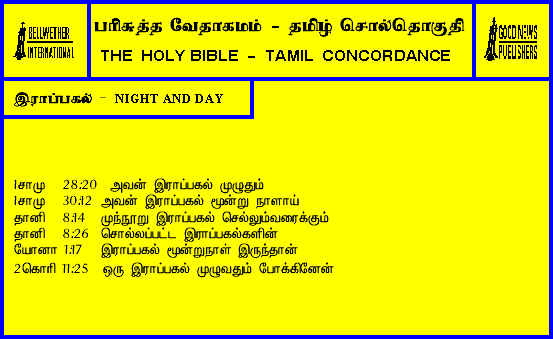 BELLWETHER
INTERNATIONAL
பரிசுத்த வேதாகமம் - தமிழ் சொல்தொகுதி
THE HOLY BIBLE - TAMIL CONCORDANCE
GOOD NEWS
PUBLISHERS
இராப்பகல் - NIGHT AND DAY
1சாமு 28:20 அவன் இராப்பகல் முழுதும்
1சாமு 30:12 அவன் இராப்பகல் மூன்று நாளாய்
தானி 8:14 முந்நூறு இராப்பகல் செல்லும்வரைக்கும்
தானி 8:26 சொல்லப்பட்ட இராப்பகல்களின்
யோனா 1:17 இராப்பகல் மூன்றுநாள் இருந்தான்
2கொரி 11:25 ஒரு இராப்பகல் முழுவதும் போக்கினேன்